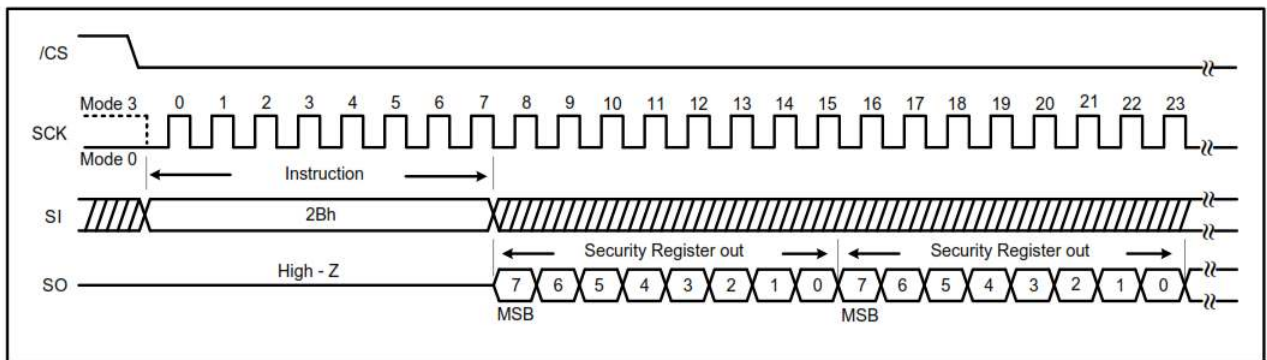 /CS
Mode 3 0 1 2 3 4 5 6 7 8 9 10 11 12 13 14 15 16 17 18 19 20 21 22 23
SCK
Mode 0
Instruction
SI 2Bh
Security Register out Security Register out
High - Z
SO 7 6 5 4 3 2 1 0 7 6 5 4 3 2 1 0
MSB MSB